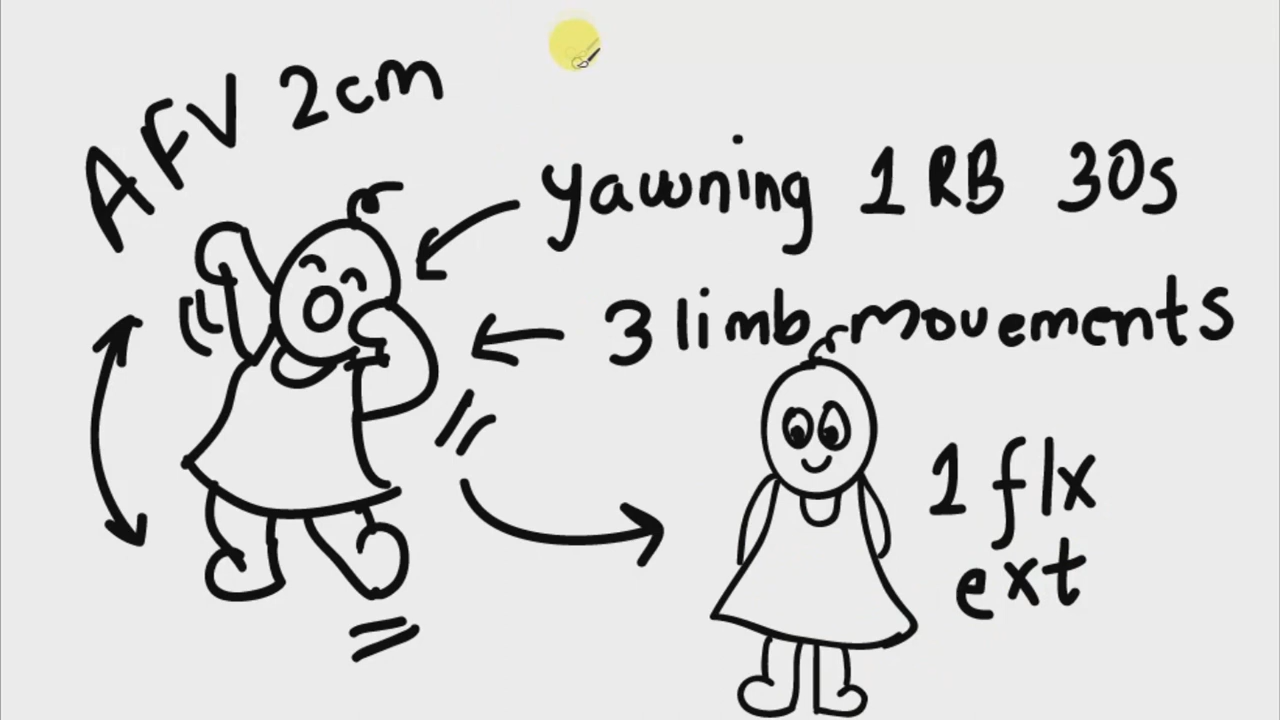 AFV 2cm
yawning 1 RB 30s
3 limb movements
1 flx
ext